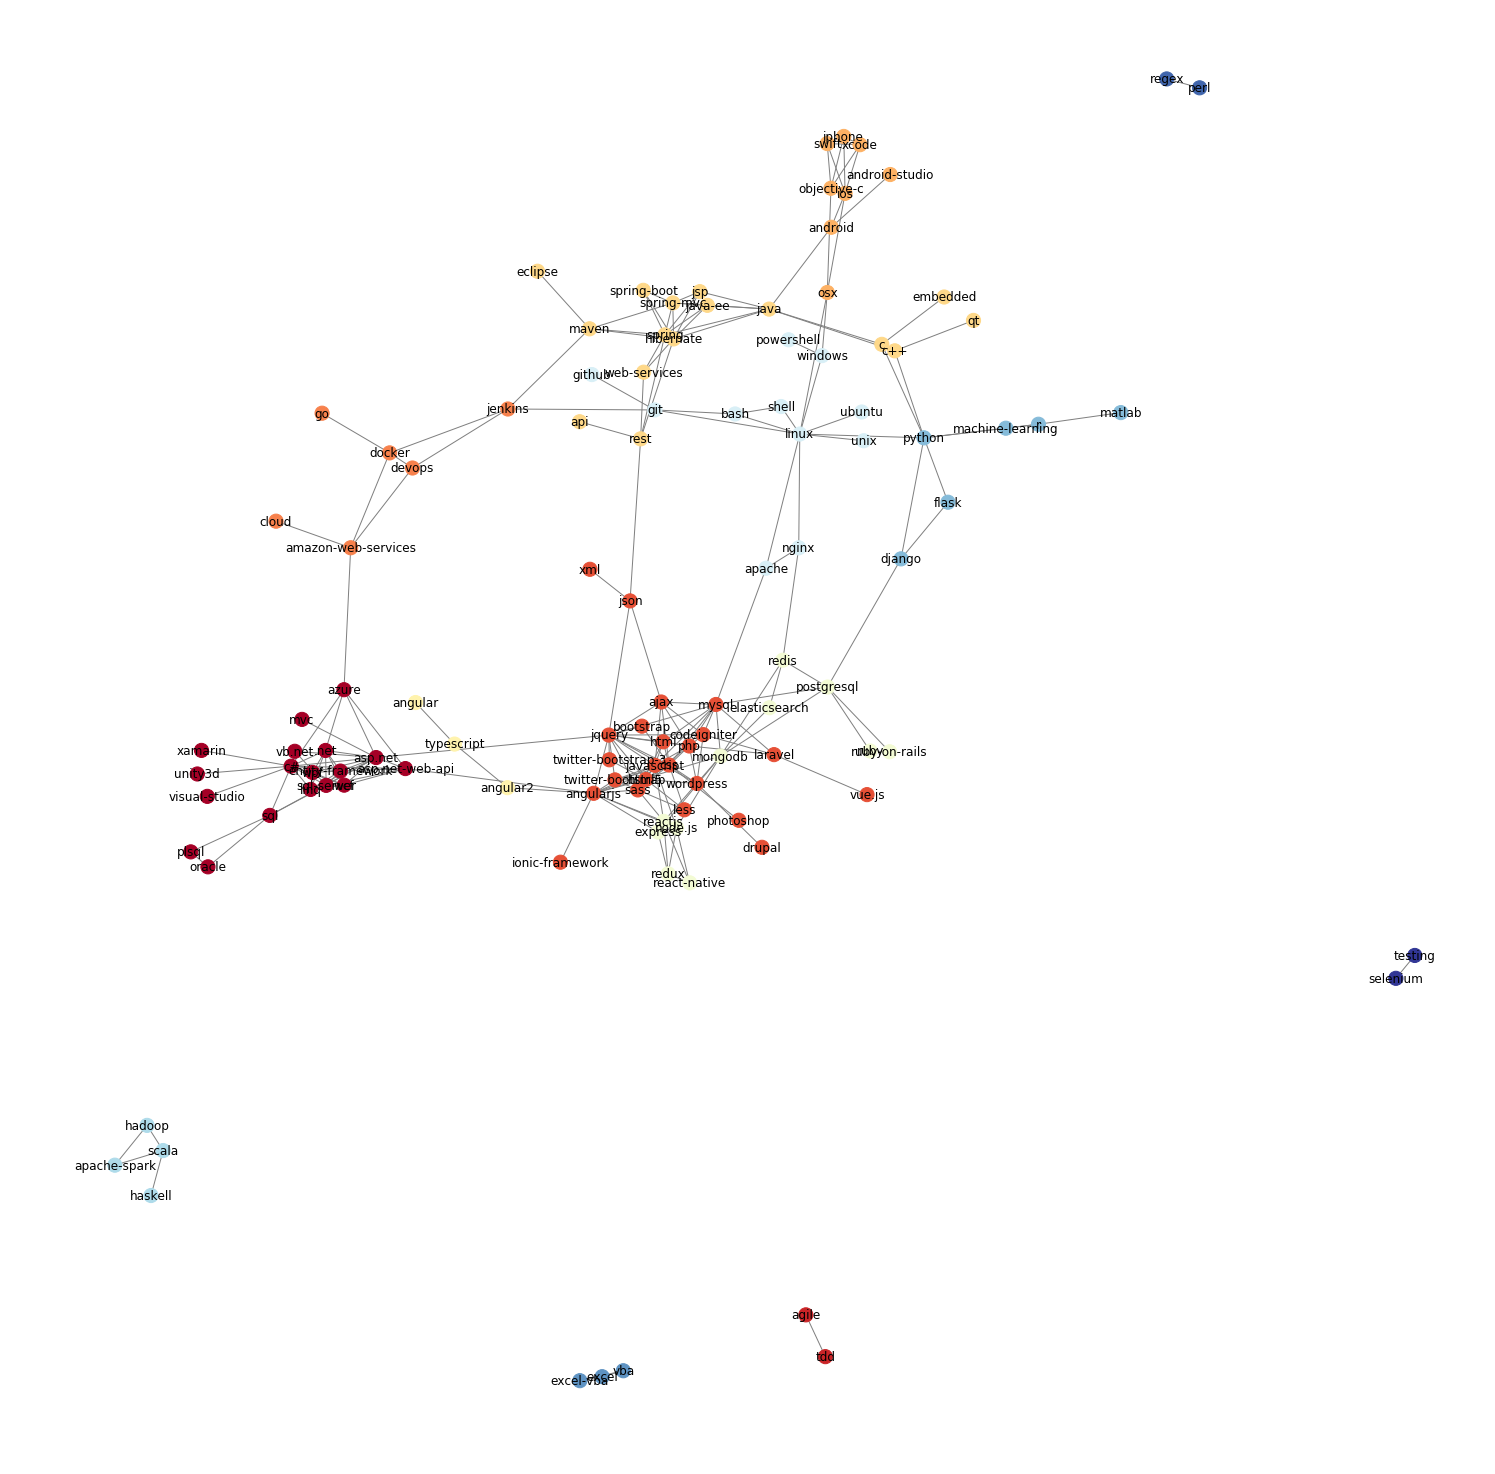 regex
perl
iphone
swift
xcode
android-studio
objective-c
ios
android
eclipse
spring-boot
jsp
osx
embedded
spring-mvc
java-ee
java
qt
maven
spring
hibernate
powershell
c
c++
windows
github
web-services
go
jenkins
git
bash
shell
ubuntu
matlab
api
rest
linux
unix
python
machine-learning
r
docker
devops
flask
cloud
amazon-web-services
nginx
django
xml
apache
json
redis
azure
postgresql
angular
ajax
mysql
elasticsearch
mvc
bootstrap
jquery
codeigniter
typescript
html
php
xamarin
vb.net
.net
asp.net
mongodb
laravel
ruby-on-rails
twitter-bootstrap-3
css
javascript
asp.net-web-api
entity-framework
unity3d
twitter-bootstrap
html5
wordpress
sql-server
linq
wcf
angular2
sass
angularjs
visual-studio
vue.js
less
sql
reactjs
photoshop
node.js
express
drupal
plsql
oracle
ionic-framework
redux
react-native
testing
selenium
hadoop
scala
apache-spark
haskell
agile
tdd
vba
excel
excel-vba